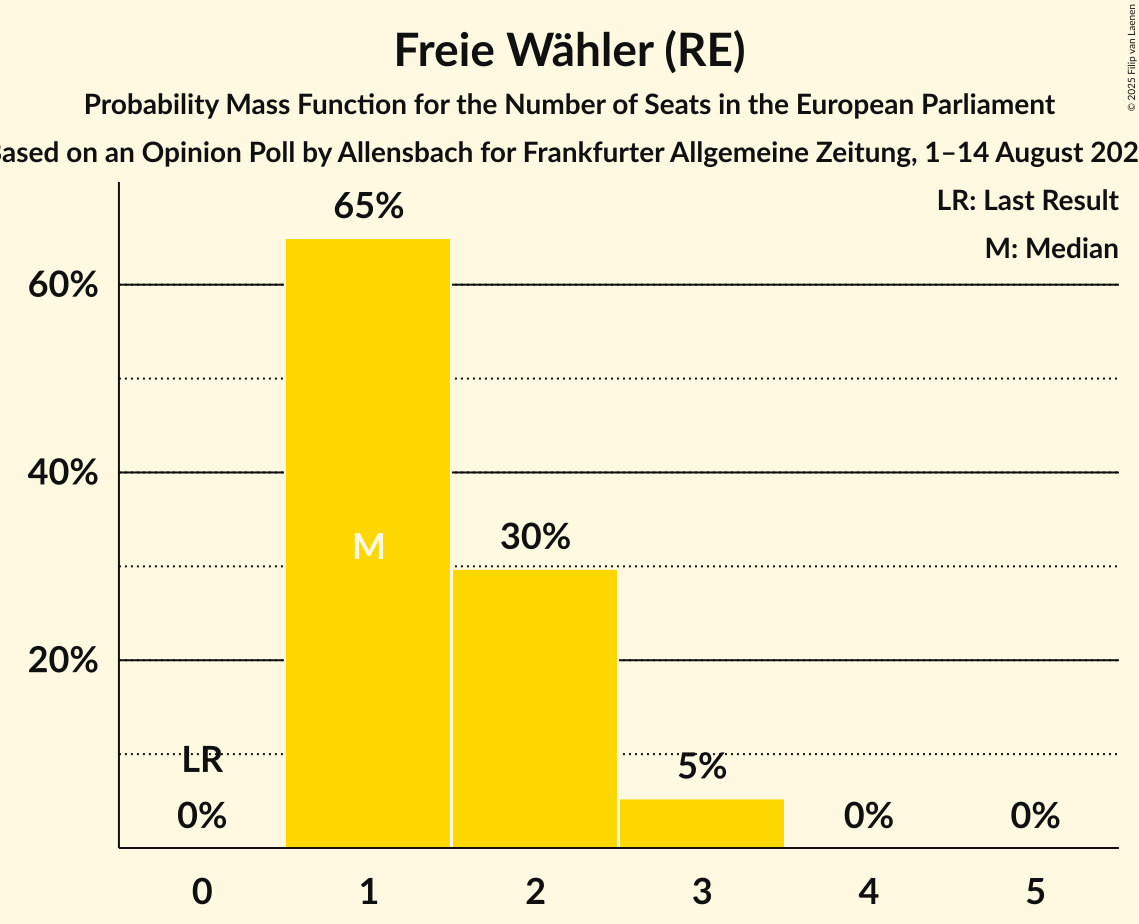 Freie Wähler (RE)
Probability Mass Function for the Number of Seats in the European Parliament
on an Opinion Poll by Allensbach for Frankfurter Allgemeine Zeitung, 1–14 August
© 2025 Filip van Laenen
LR: Last Result
M: Median
65%
60%
M
40%
30%
20%
LR
5%
0%
0%
0%
0 1 2 3 4 5